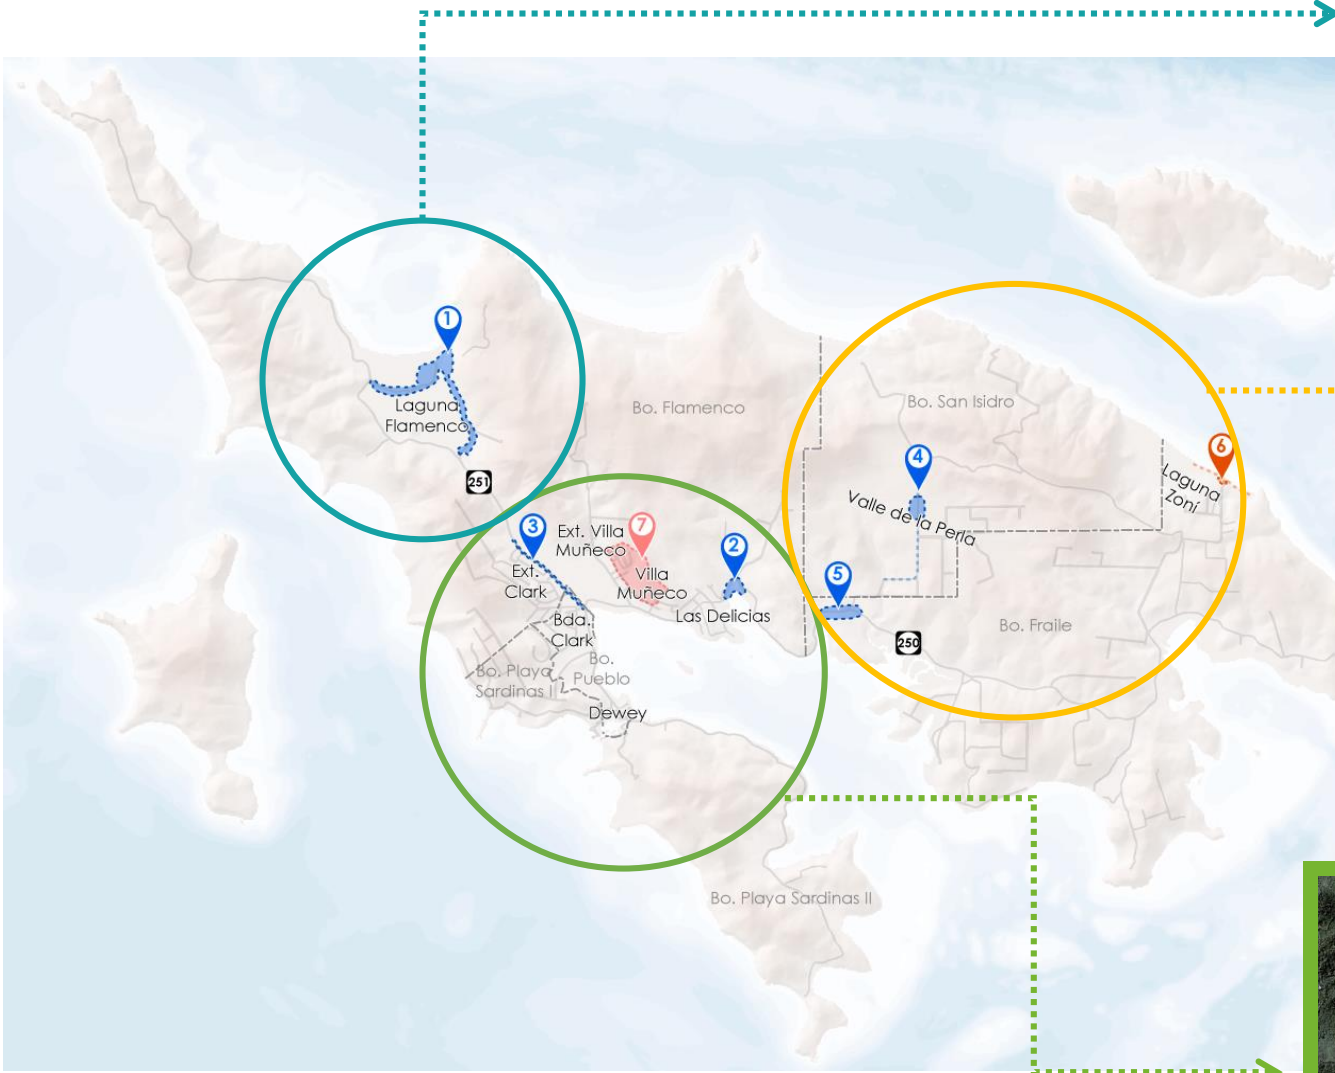 1
Laguna
Flamenco
251
Bo. Flamenco
Bo. San Isidro
4
Valle de la Perla
6
Laguna
Zoní
3
Ext.
Clark
Ext. Villa
Muñeco
7
Villa
Muñeco
2
Las Delicias
5
250
Bo. Fraile
Bda.
Clark
Bo. Playa
Sardinas I
Bo.
Pueblo
Dewey
Bo. Playa Sardinas II